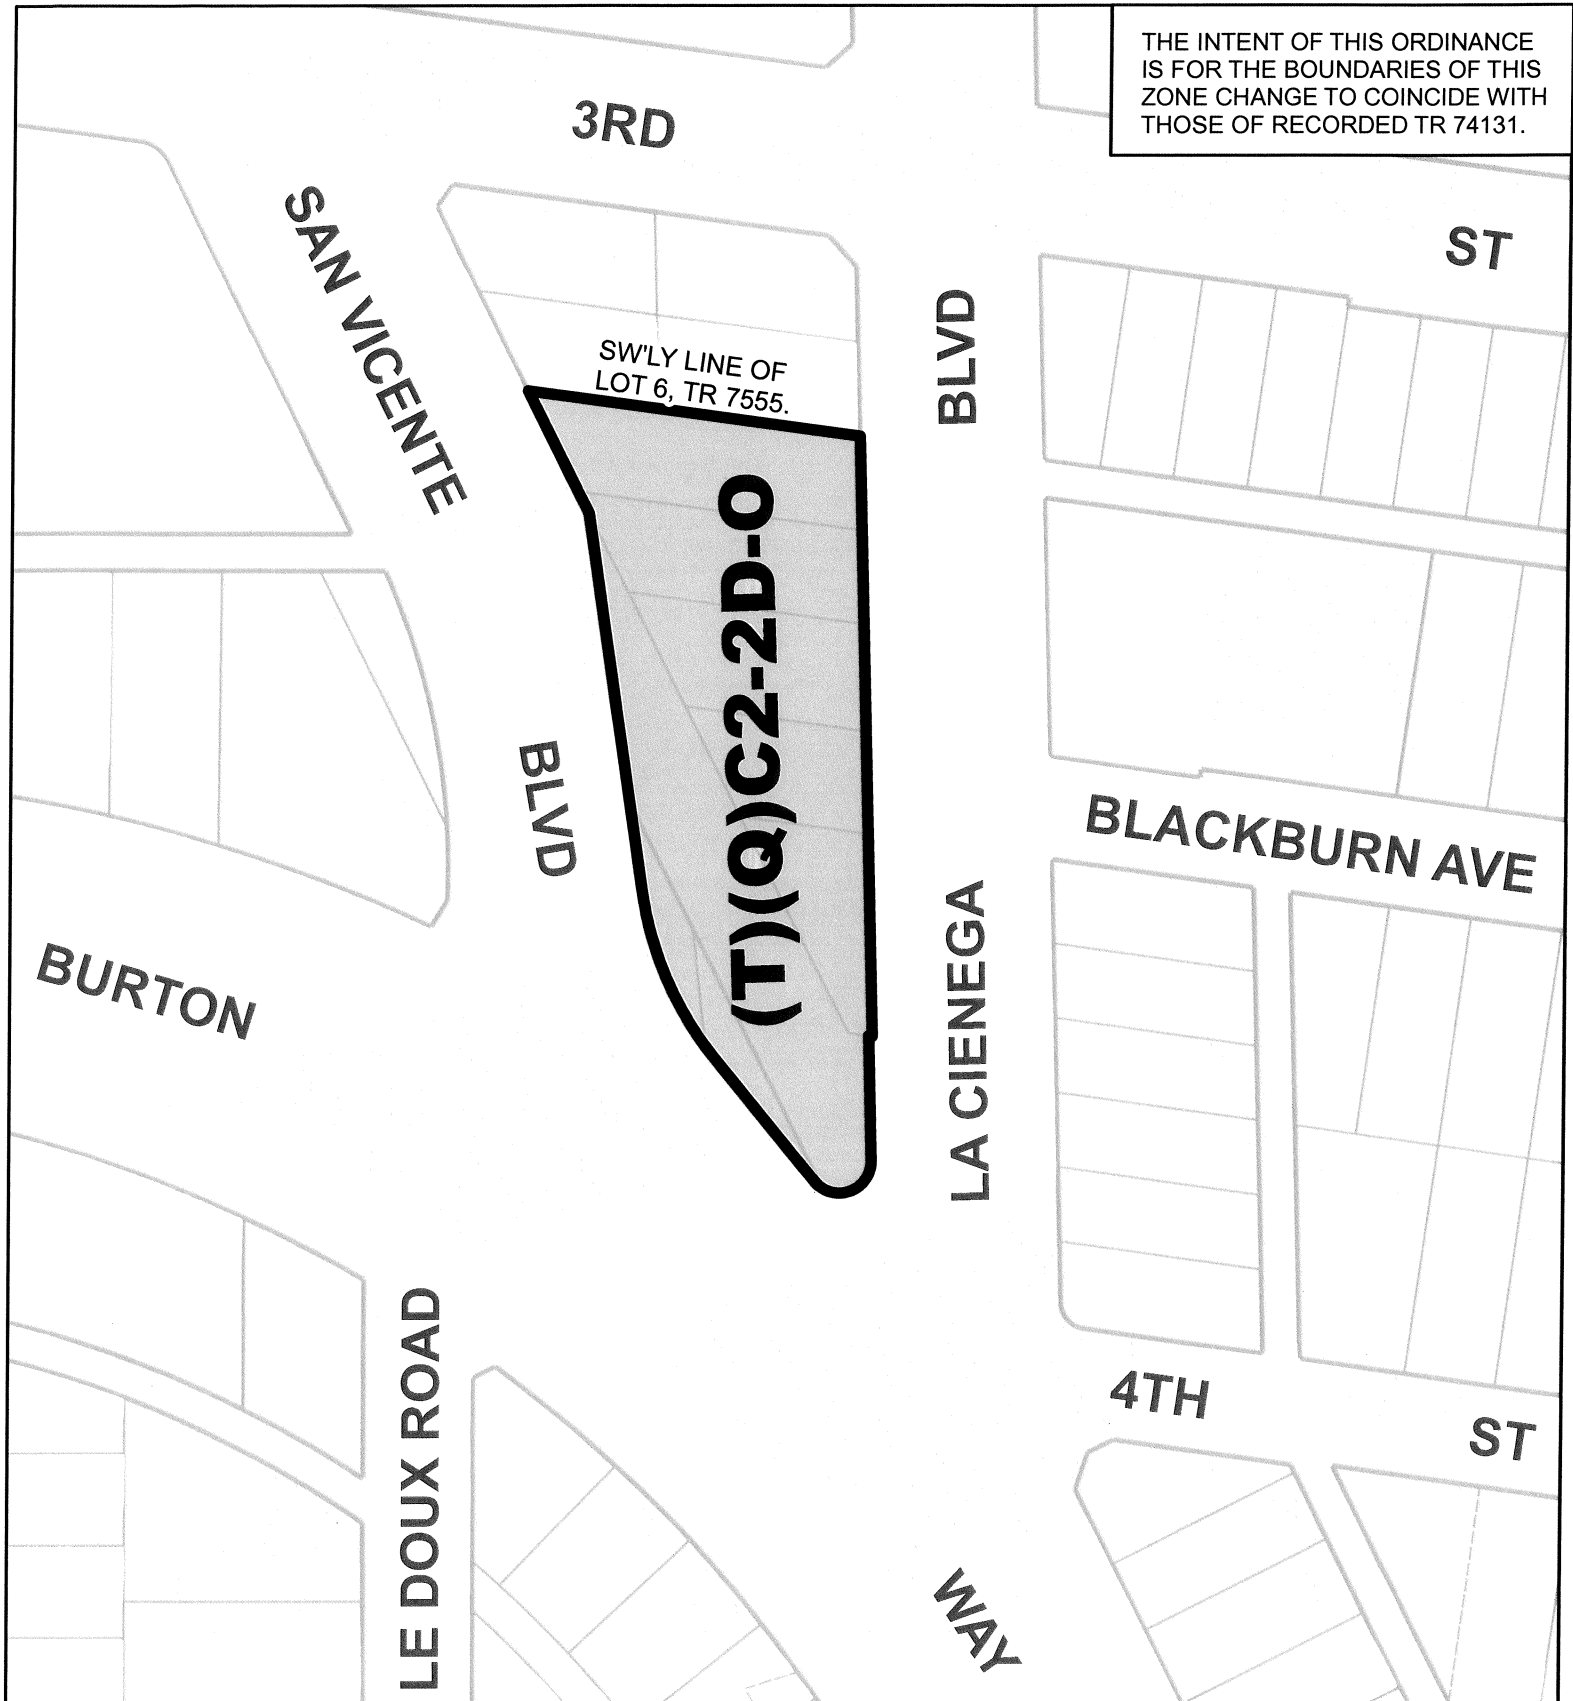 THE INTENT OF THIS ORDINANCE
IS FOR THE BOUNDARIES OF THIS
ZONE CHANGE TO COINCIDE WITH
THOSE OF RECORDED TR 74131.
3RD
ST
SAN VICENTE
BLVD
SW'LY LINE OF
LOT 6, TR 7555.
(T)(Q)C2-2D-O
BLVD
BLACKBURN AVE
LA CIENEGA
BURTON
LE DOUX ROAD
4TH
ST
WAY